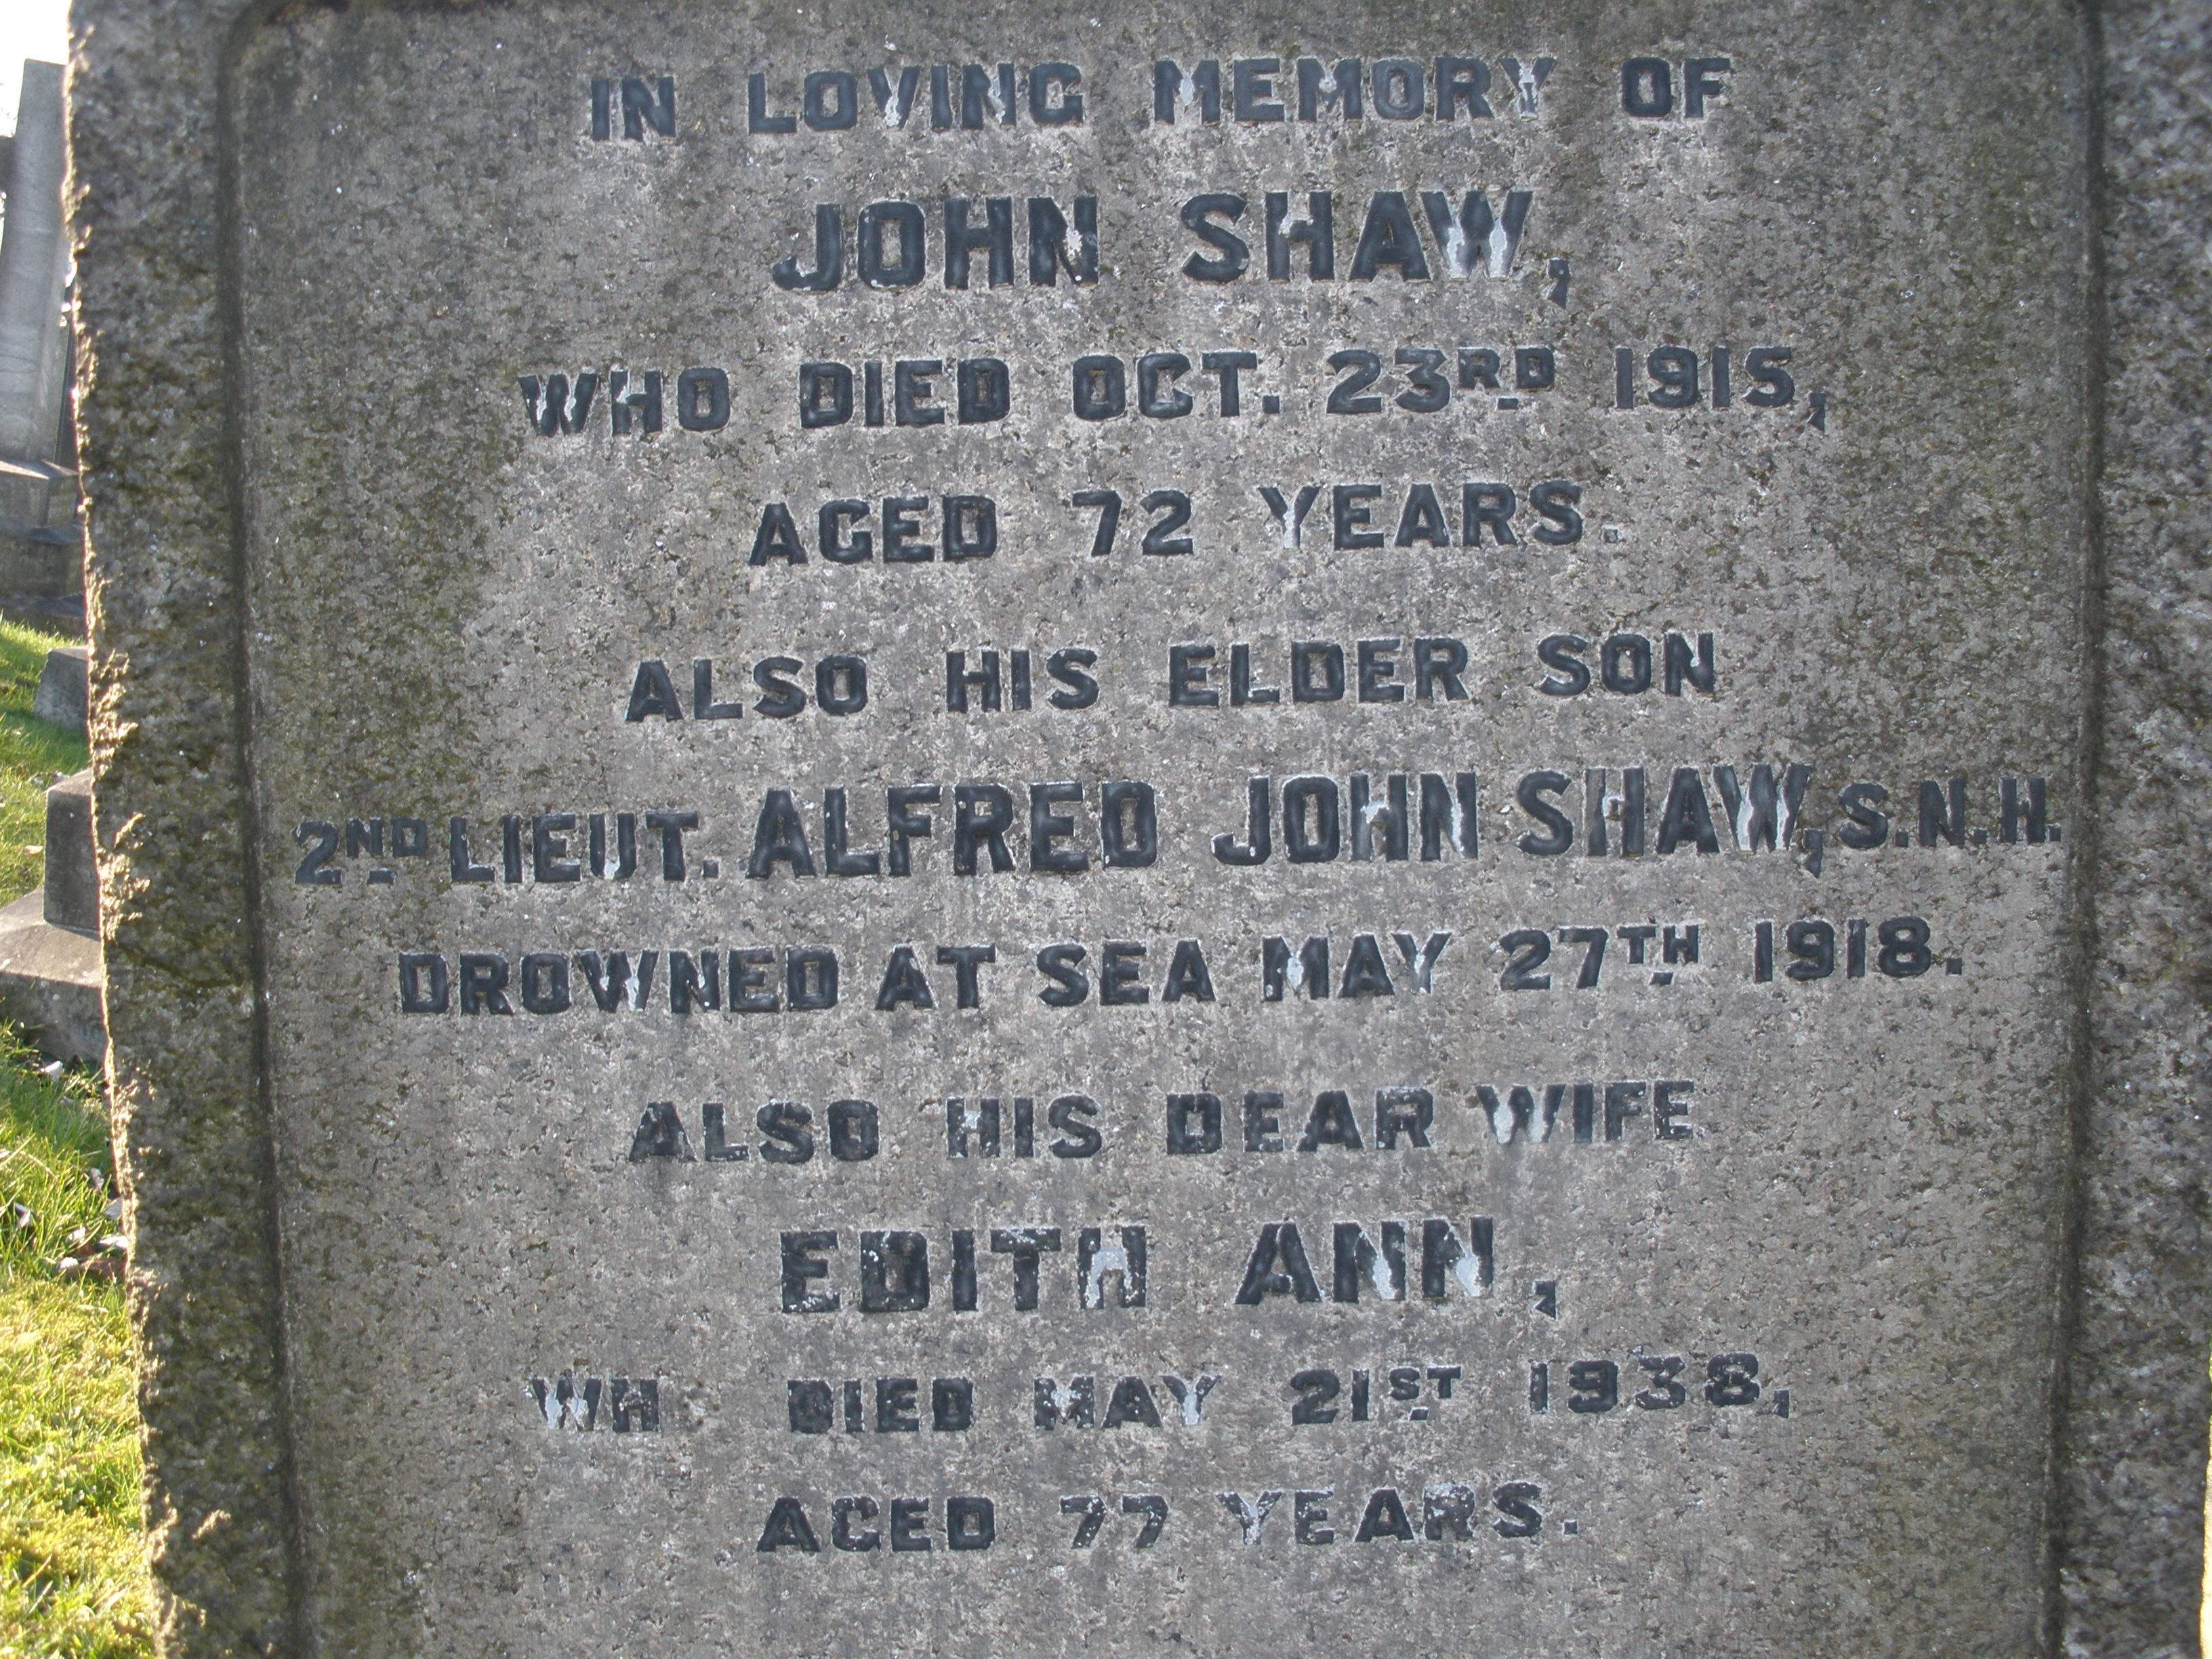 IN LOVING MEMORY OF
JOHN SHAW,
WHO DIED OCT. 23RD 1915,
AGED 72 YEARS.
ALSO HIS ELDER SON
2ND LIEUT. ALFRED JOHN SHAW, S.N.H.
DROWNED AT SEA MAY 27TH 1918.
ALSO HIS DEAR WIFE
EDITH ANN,
WH DIED MAY 21ST 1938,
AGED 77 YEARS.